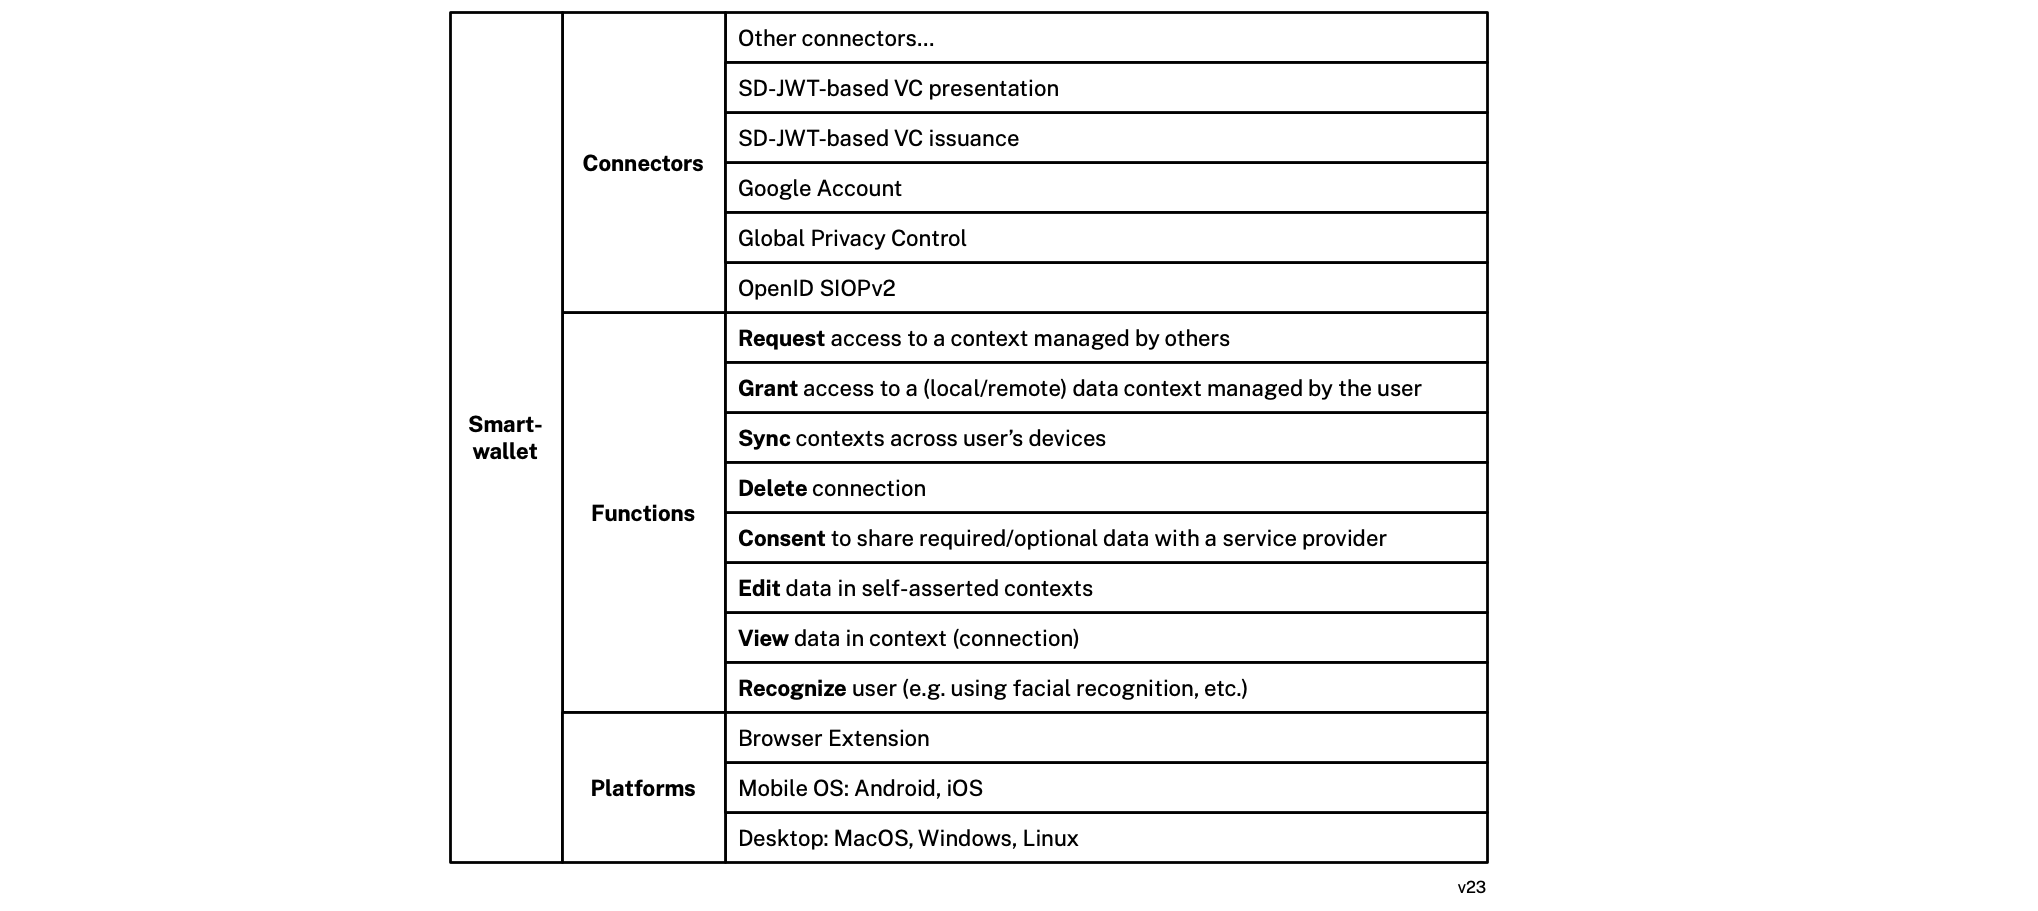 Smart-
wallet
Connectors
Other connectors...
SD-JWT-based VC presentation
SD-JWT-based VC issuance
Google Account
Global Privacy Control
OpenID SIOPv2
Functions
Request access to a context managed by others
Grant access to a (local/remote) data context managed by the user
Sync contexts across user’s devices
Delete connection
Consent to share required/optional data with a service provider
Edit data in self-asserted contexts
View data in context (connection)
Recognize user (e.g. using facial recognition, etc.)
Platforms
Browser Extension
Mobile OS: Android, iOS
Desktop: MacOS, Windows, Linux
v23